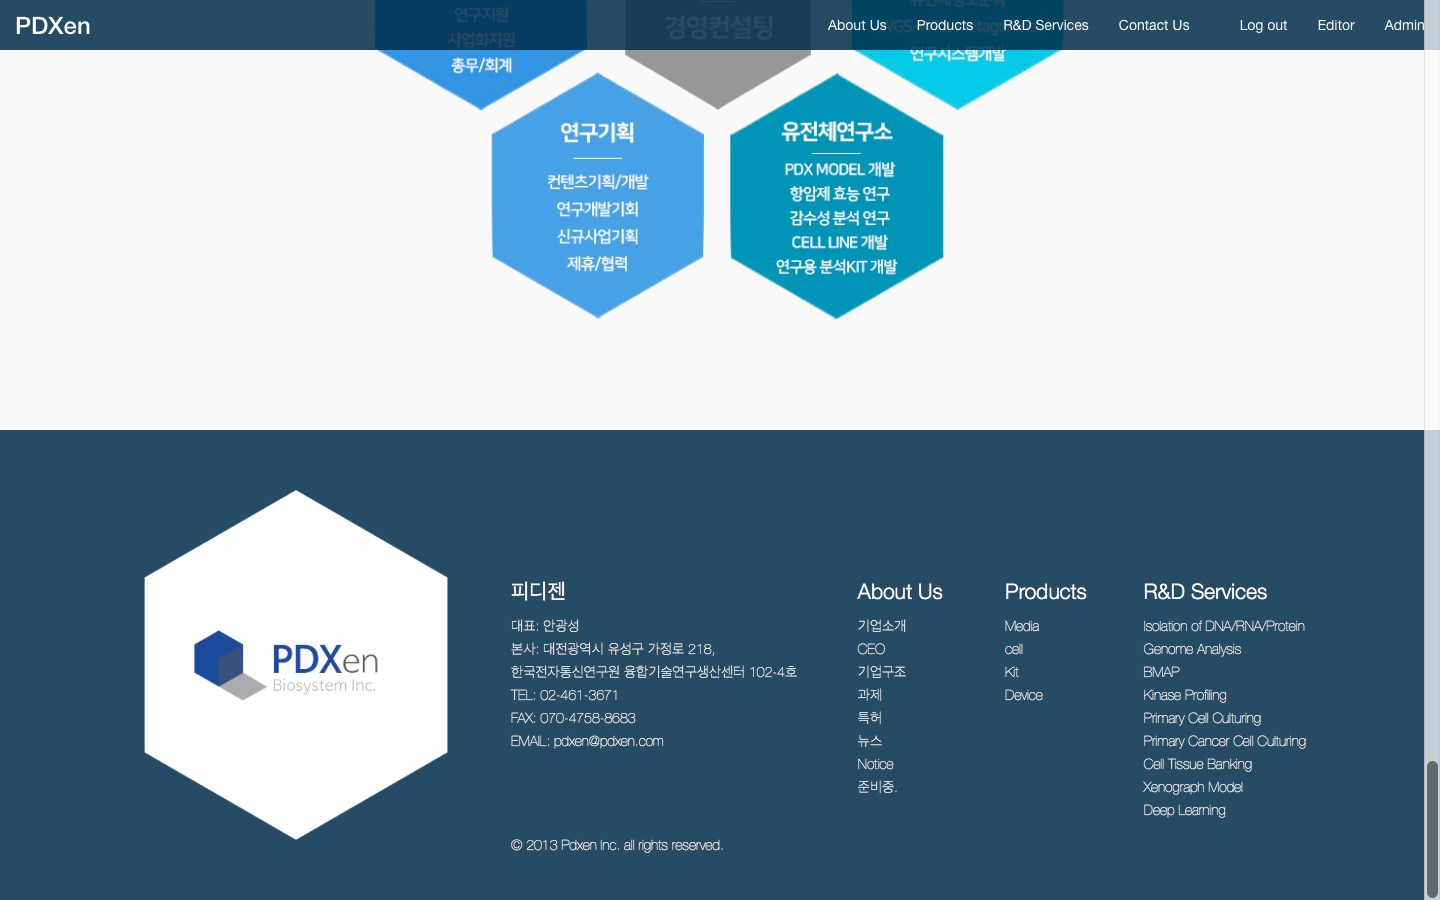 PDXen
About Us
Products
R&D Services
Contact Us
Log out
Editor
Admin
연구지원
사업화지원
총무/회계
경영컨설팅
연구시스템개발
연구기획
컨텐츠기획/개발
연구개발기회
신규사업기획
제휴/협력
유전체연구소
PDX MODEL 개발
항암제 효능 연구
감수성 분석 연구
CELL LINE 개발
연구용 분석KIT 개발
PDXen
Biosystem Inc.
피디젠
대표: 안광성
본사: 대전광역시 유성구 가정로 218,
한국전자통신연구원 융합기술연구생산센터 102-4호
TEL: 02-461-3671
FAX: 070-4758-8683
EMAIL: pdxen@pdxen.com
© 2013 Pdxen Inc. all rights reserved.
About Us
기업소개
CEO
기업구조
과제
특허
뉴스
Notice
준비중.
Products
Media
cell
Kit
Device
R&D Services
Isolation of DNA/RNA/Protein
Genome Analysis
BMAP
Kinase Profiling
Primary Cell Culturing
Primary Cancer Cell Culturing
Cell Tissue Banking
Xenograph Model
Deep Learning